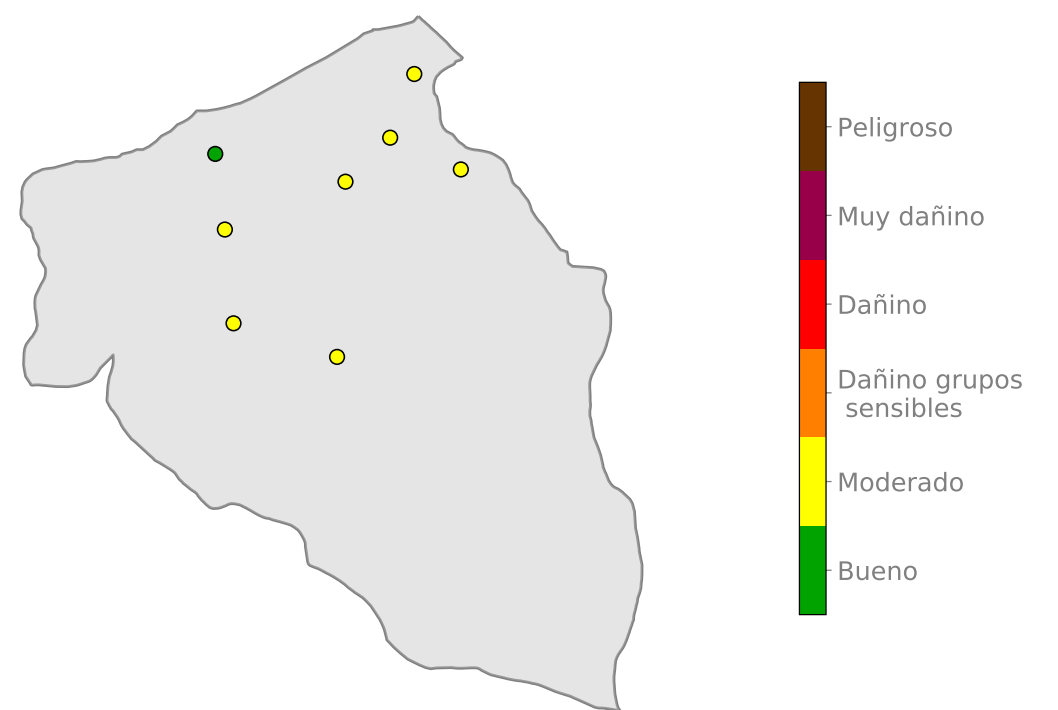 Peligroso
Muy dañino
Dañino
Dañino grupos
sensibles
Moderado
Bueno